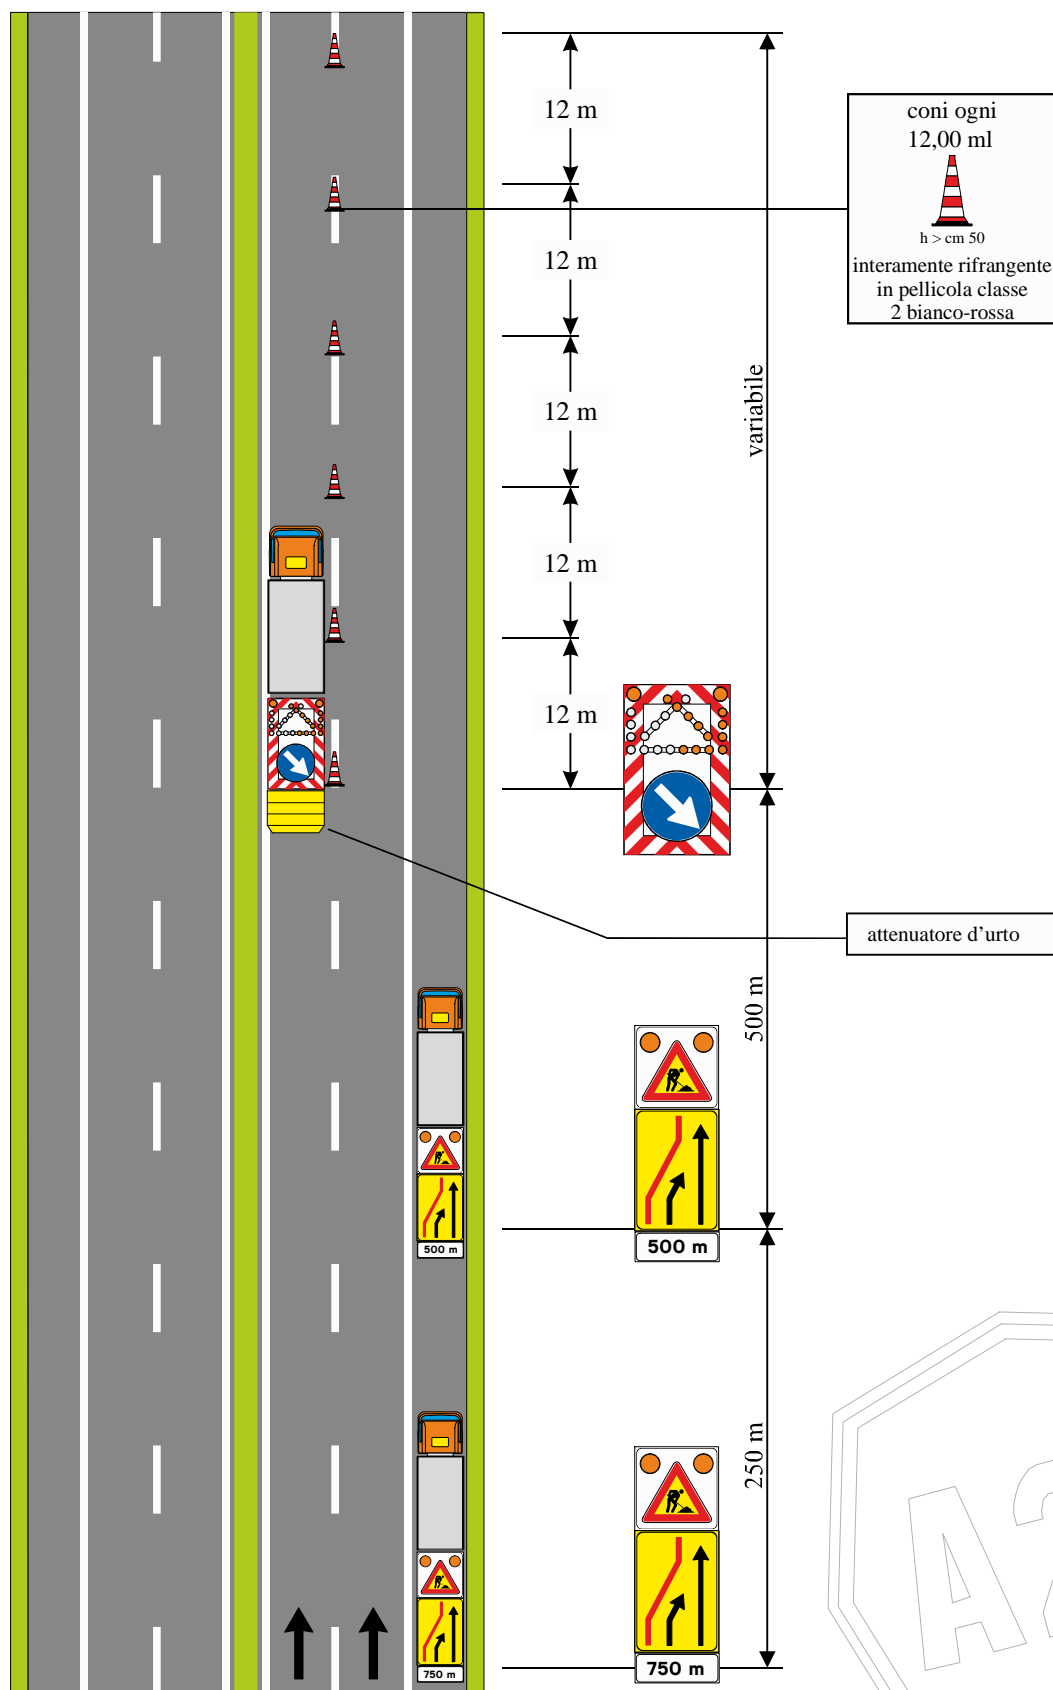 12 m
coni ogni
12,00 ml
h > cm 50
interamente rifrangente
in pellicola classe
2 bianco-rossa
12 m
variabile
12 m
12 m
12 m
attenuatore d'urto
500 m
500 m
500 m
250 m
750 m
750 m
A2